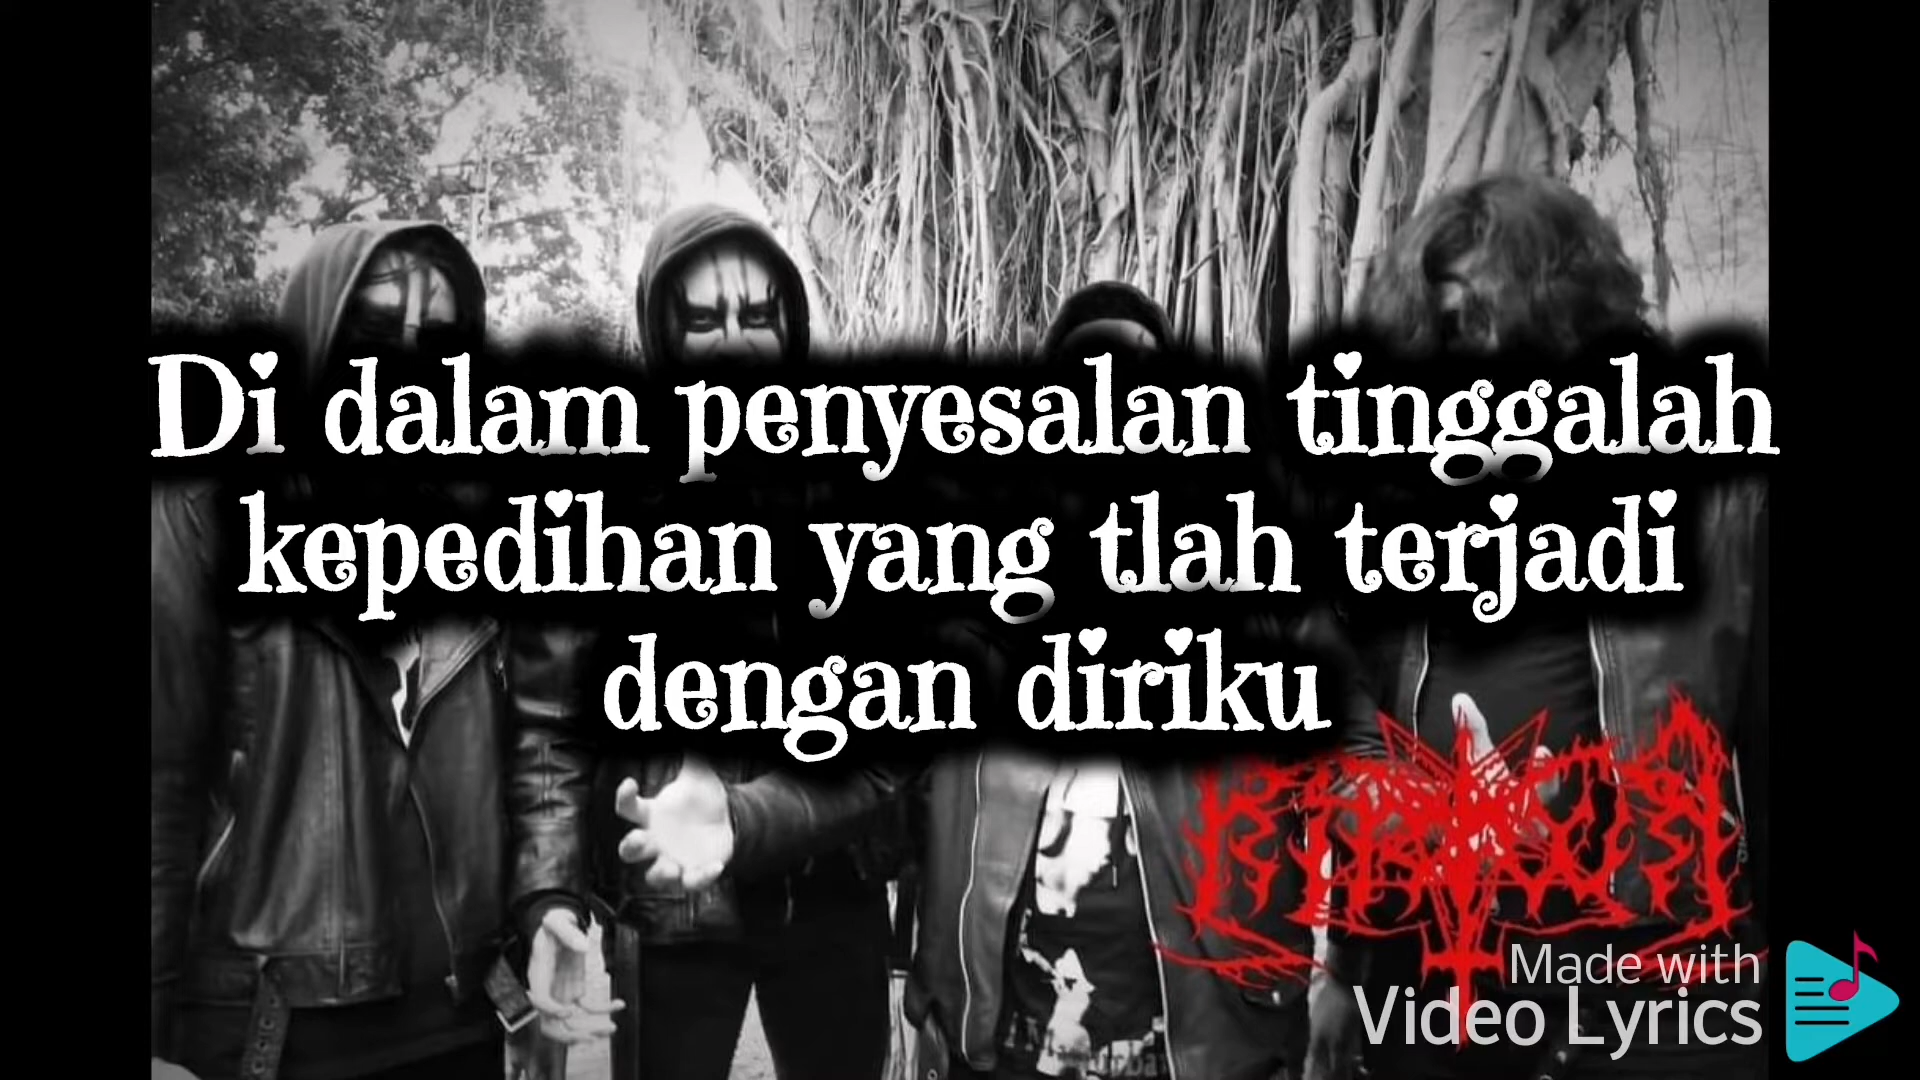 Di dalam penyesalan tinggalah
kepedihan yang tlah terjadi
dengan diriku
Made with
Video Lyrics